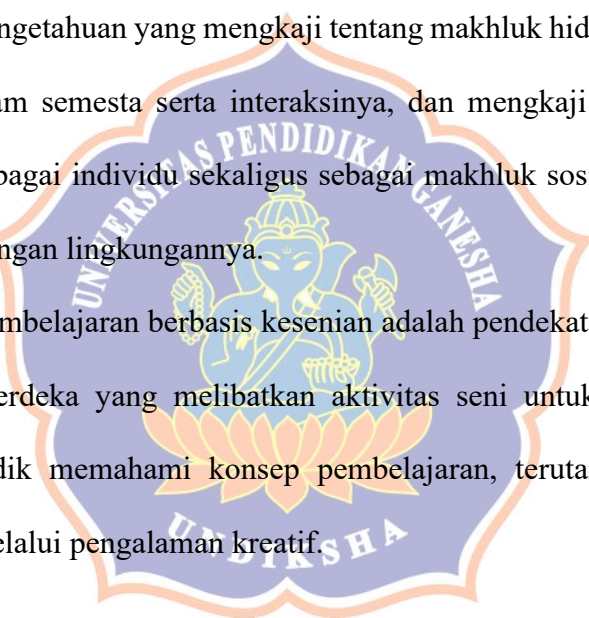 ngetahuan yang mengkaji tentang makhluk hid
am semesta serta interaksinya, dan mengkaji
UNIVERSITAS PENDIDIKAN GANESHA
bagai individu sekaligus sebagai makhluk sos
ngan lingkungannya.
mbelajaran berbasis kesenian adalah pendekat
erdeka yang melibatkan aktivitas seni untuk
dik memahami konsep pembelajaran, teruta
elalui pengalaman kreatif.
UNDIKSHA